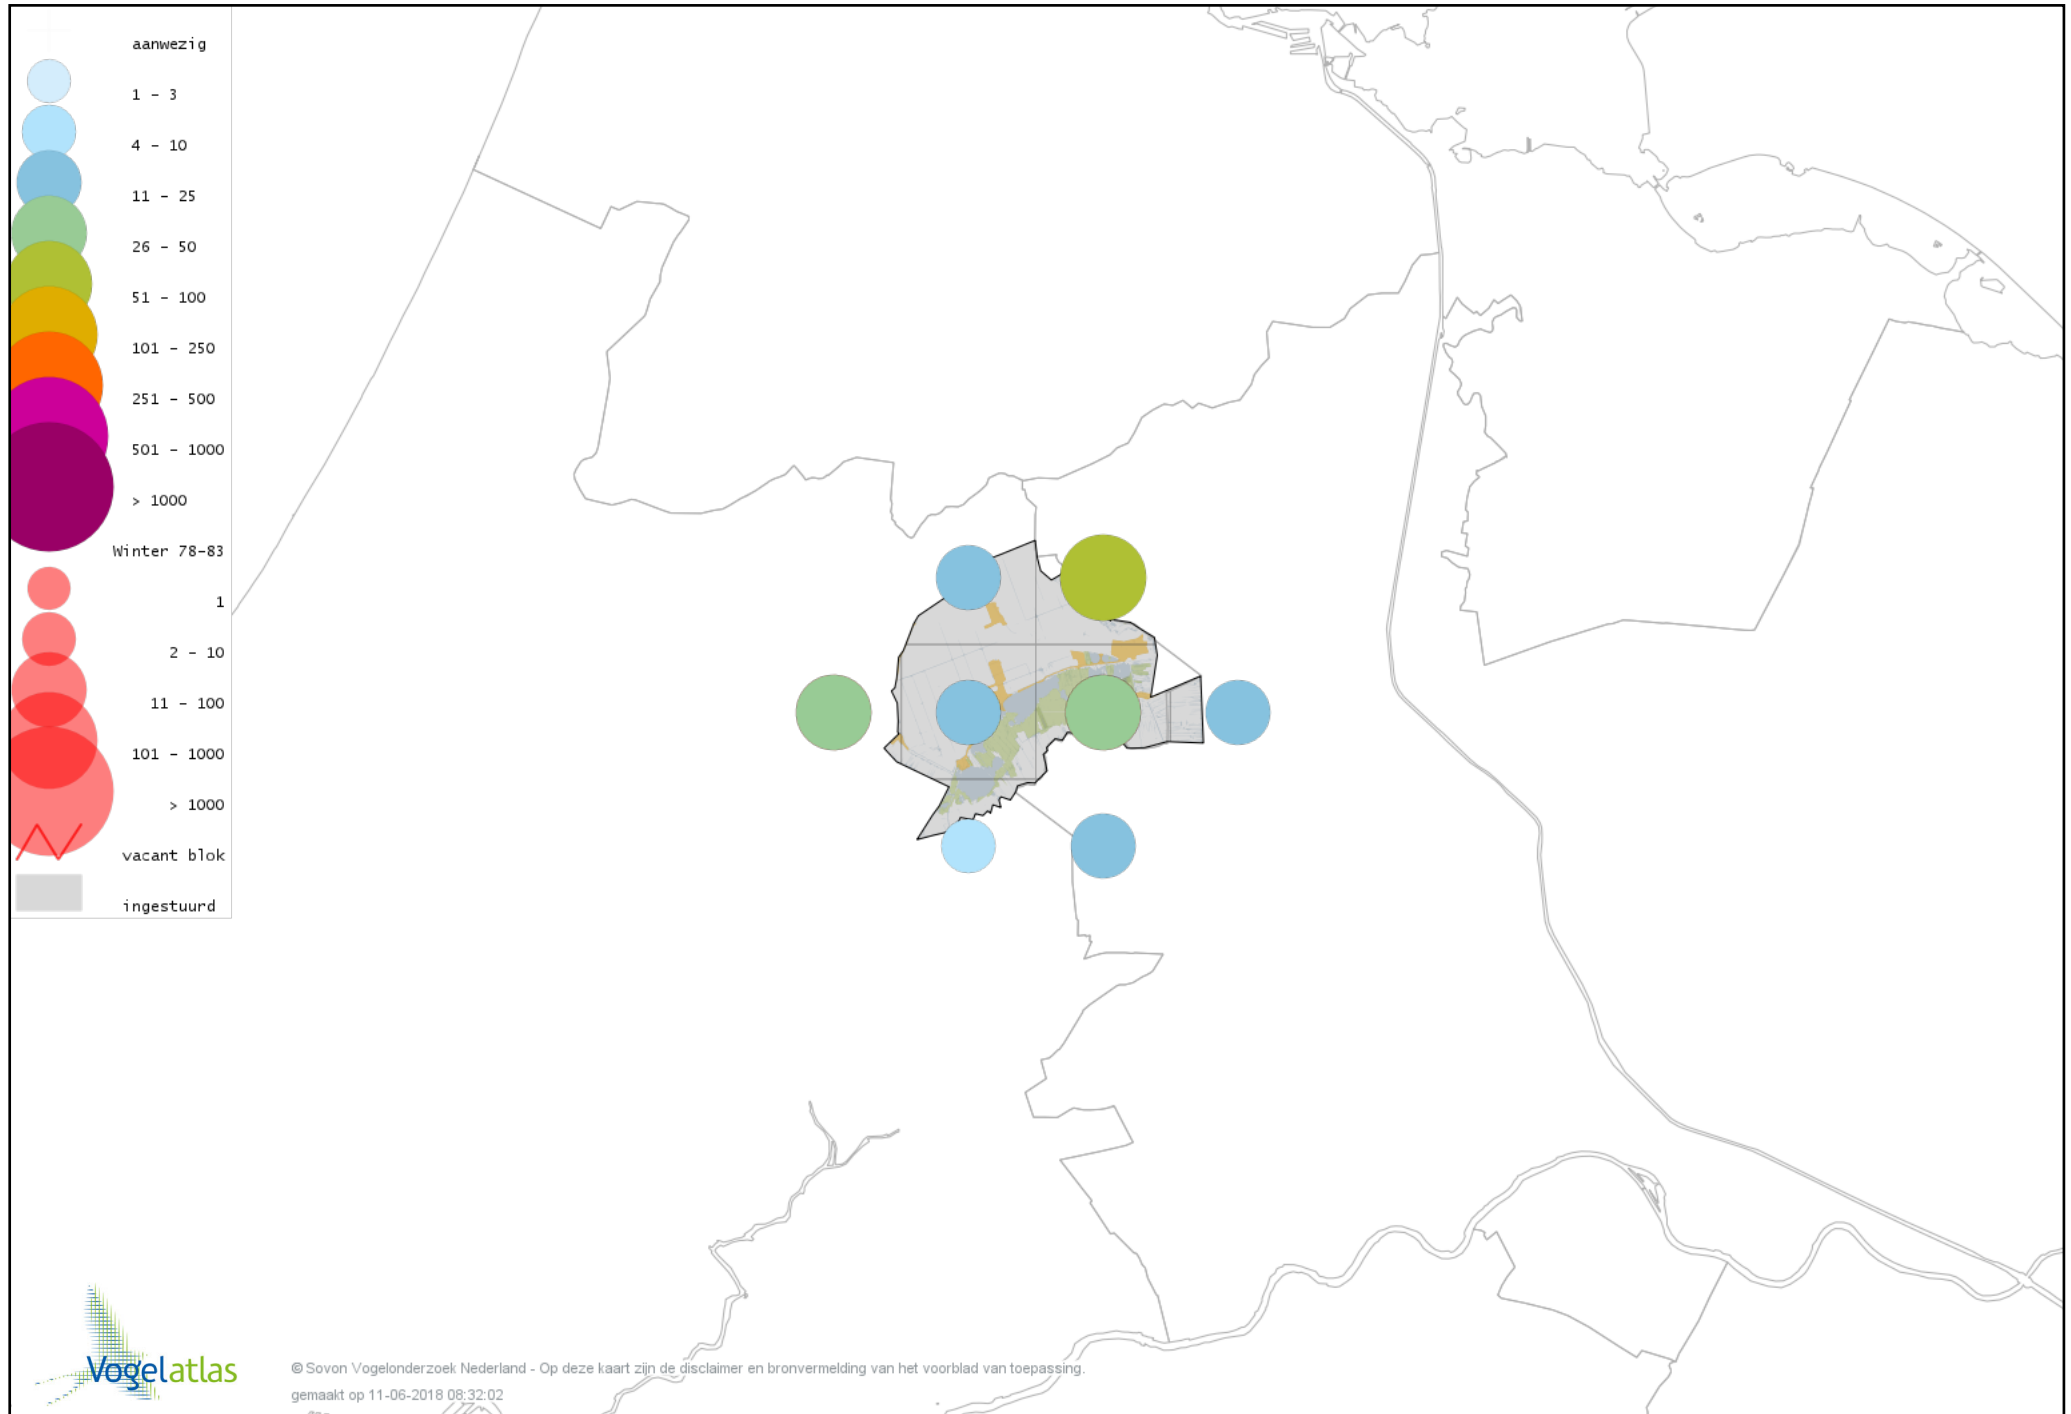 aanwezig
1 - 3
4 - 10
11 - 25
26 - 50
51 - 100
101 - 250
251 - 500
501 - 1000
> 1000
Winter 78-83
1
2 - 10
11 - 100
101 - 1000
> 1000
vacant blok
ingestuurd
Vogelatlas
© Sovon Vogelonderzoek Nederland - Op deze kaart zijn de disclaimer en bronvermelding van het voorblad van toepassing.
gemaakt op 11-06-2018 08:32:02